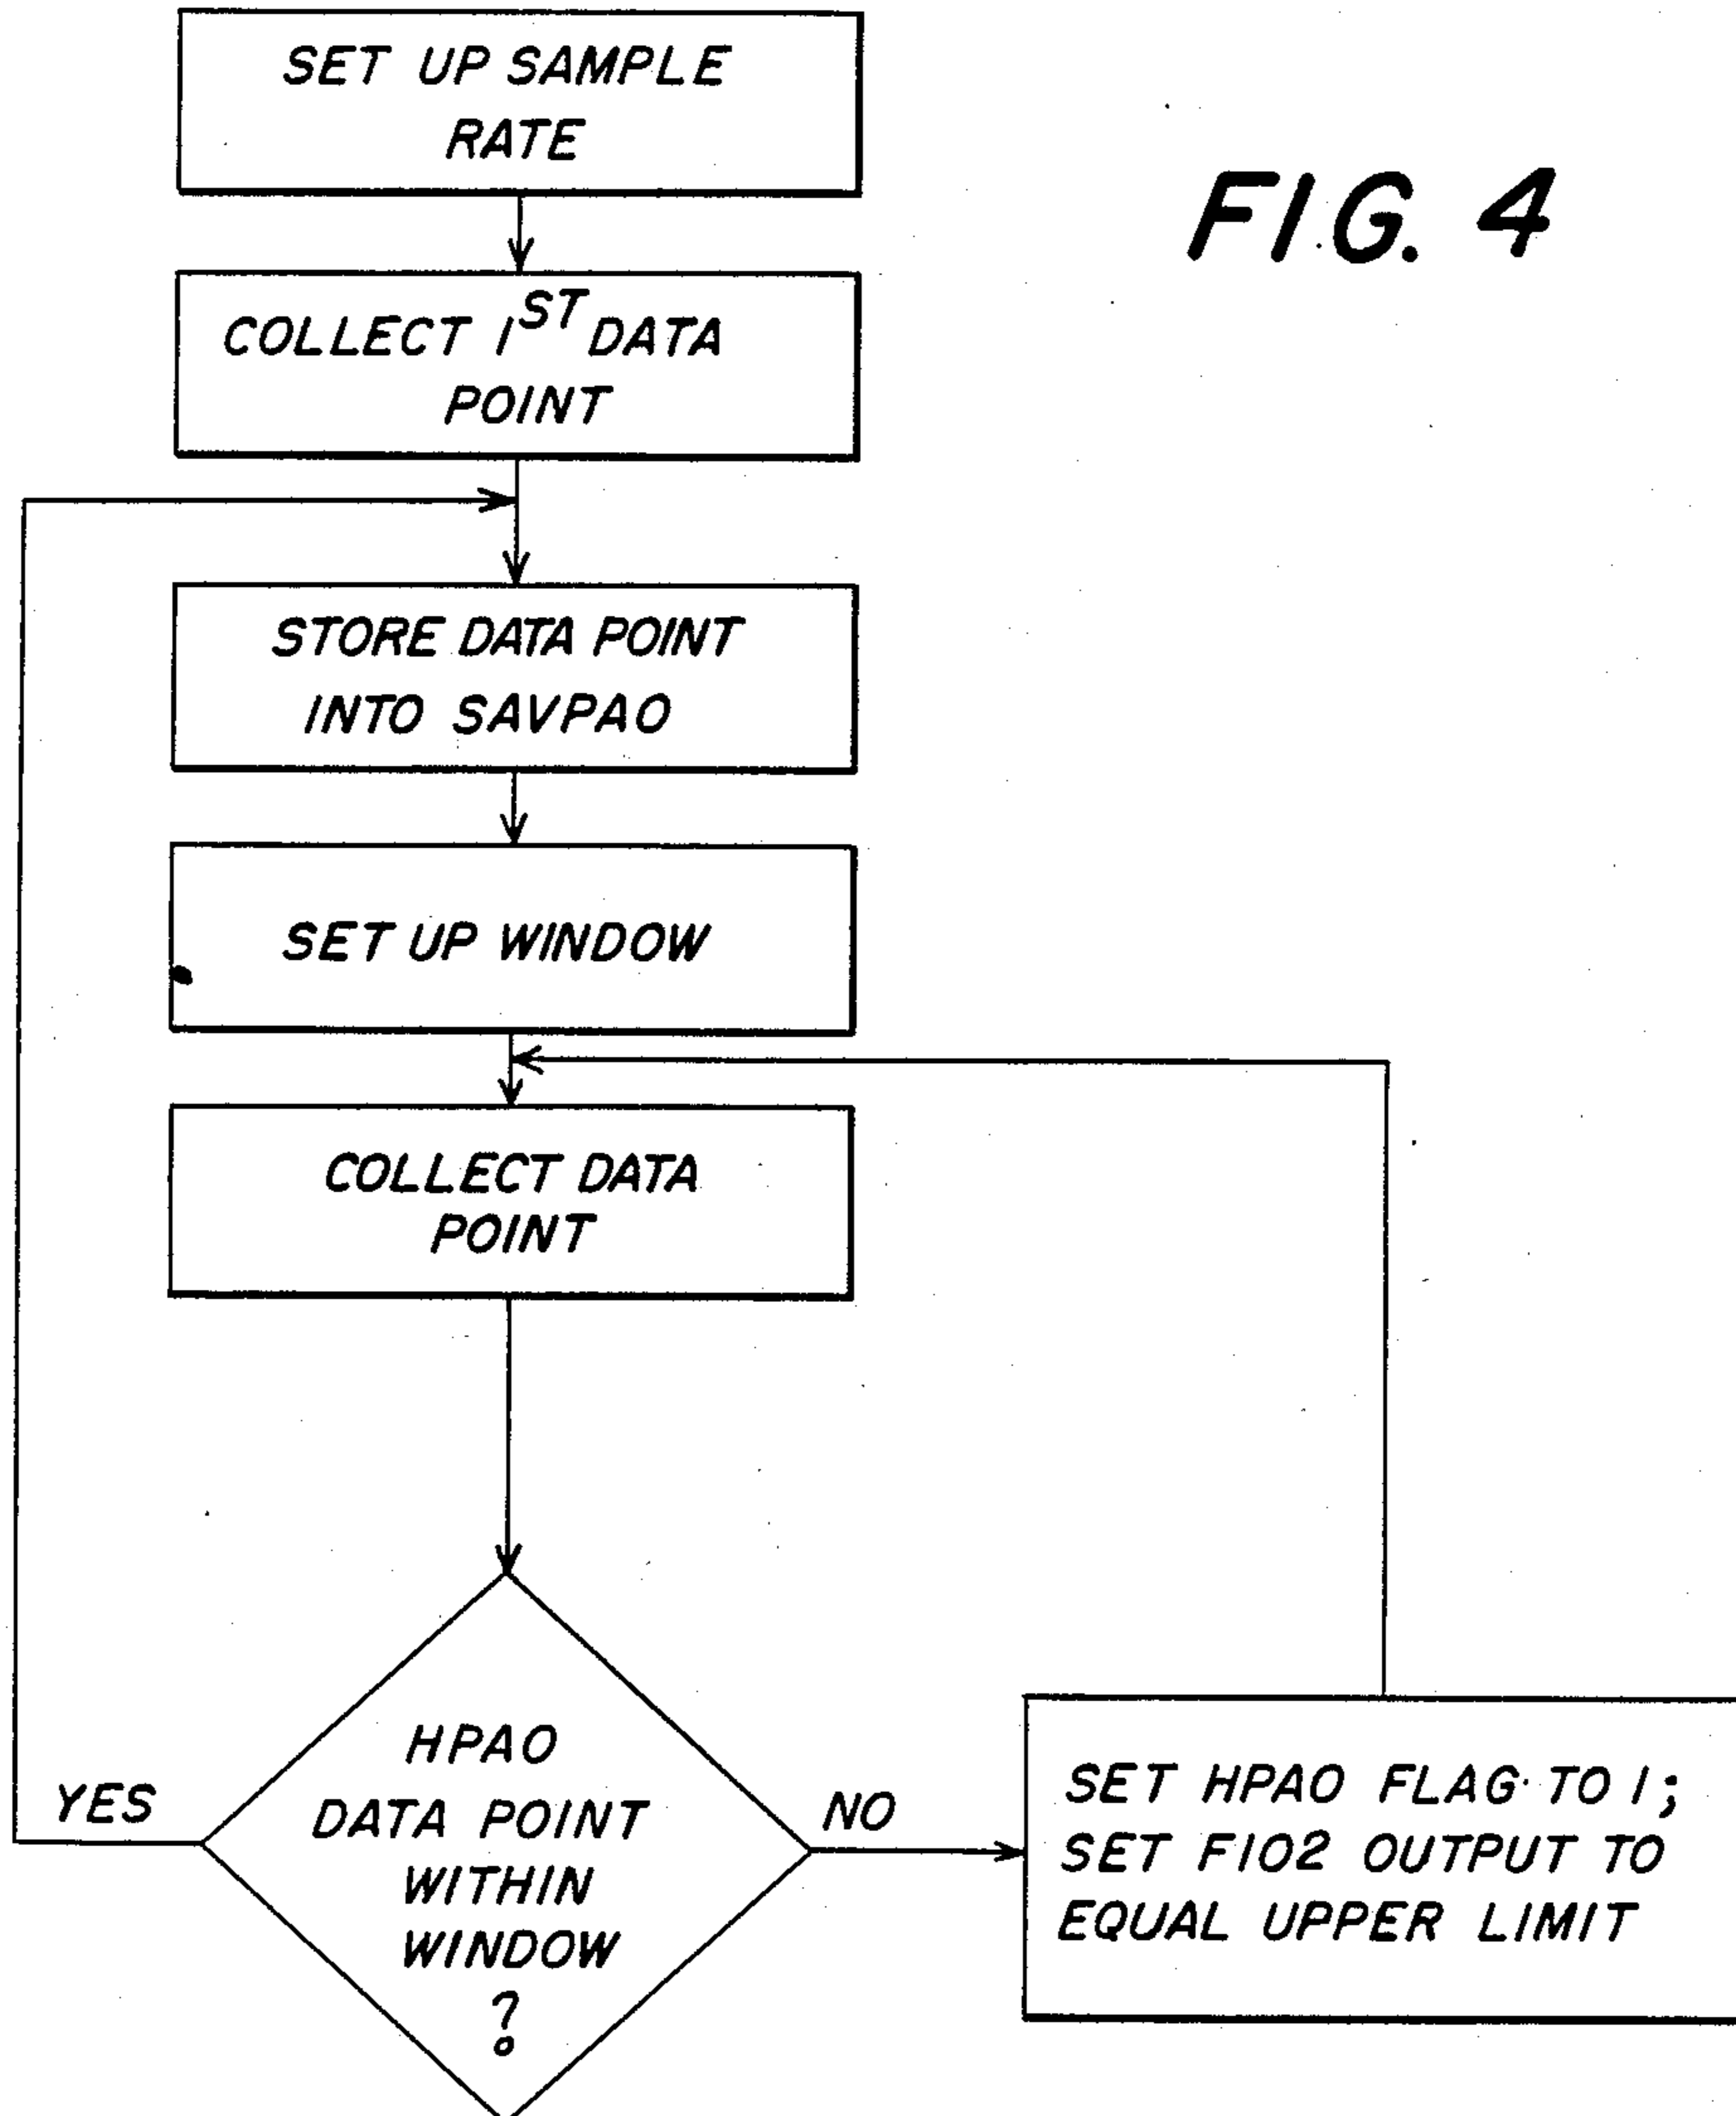 SET UP SAMPLE
RATE
FIG. 4
COLLECT 1ST DATA
POINT
STORE DATA POINT
INTO SAVPAO
SET UP WINDOW
COLLECT DATA
POINT
HPAO
DATA POINT
WITHIN
WINDOW
?
YES
NO
SET HPAO FLAG TO 1;
SET FIO2 OUTPUT TO
EQUAL UPPER LIMIT